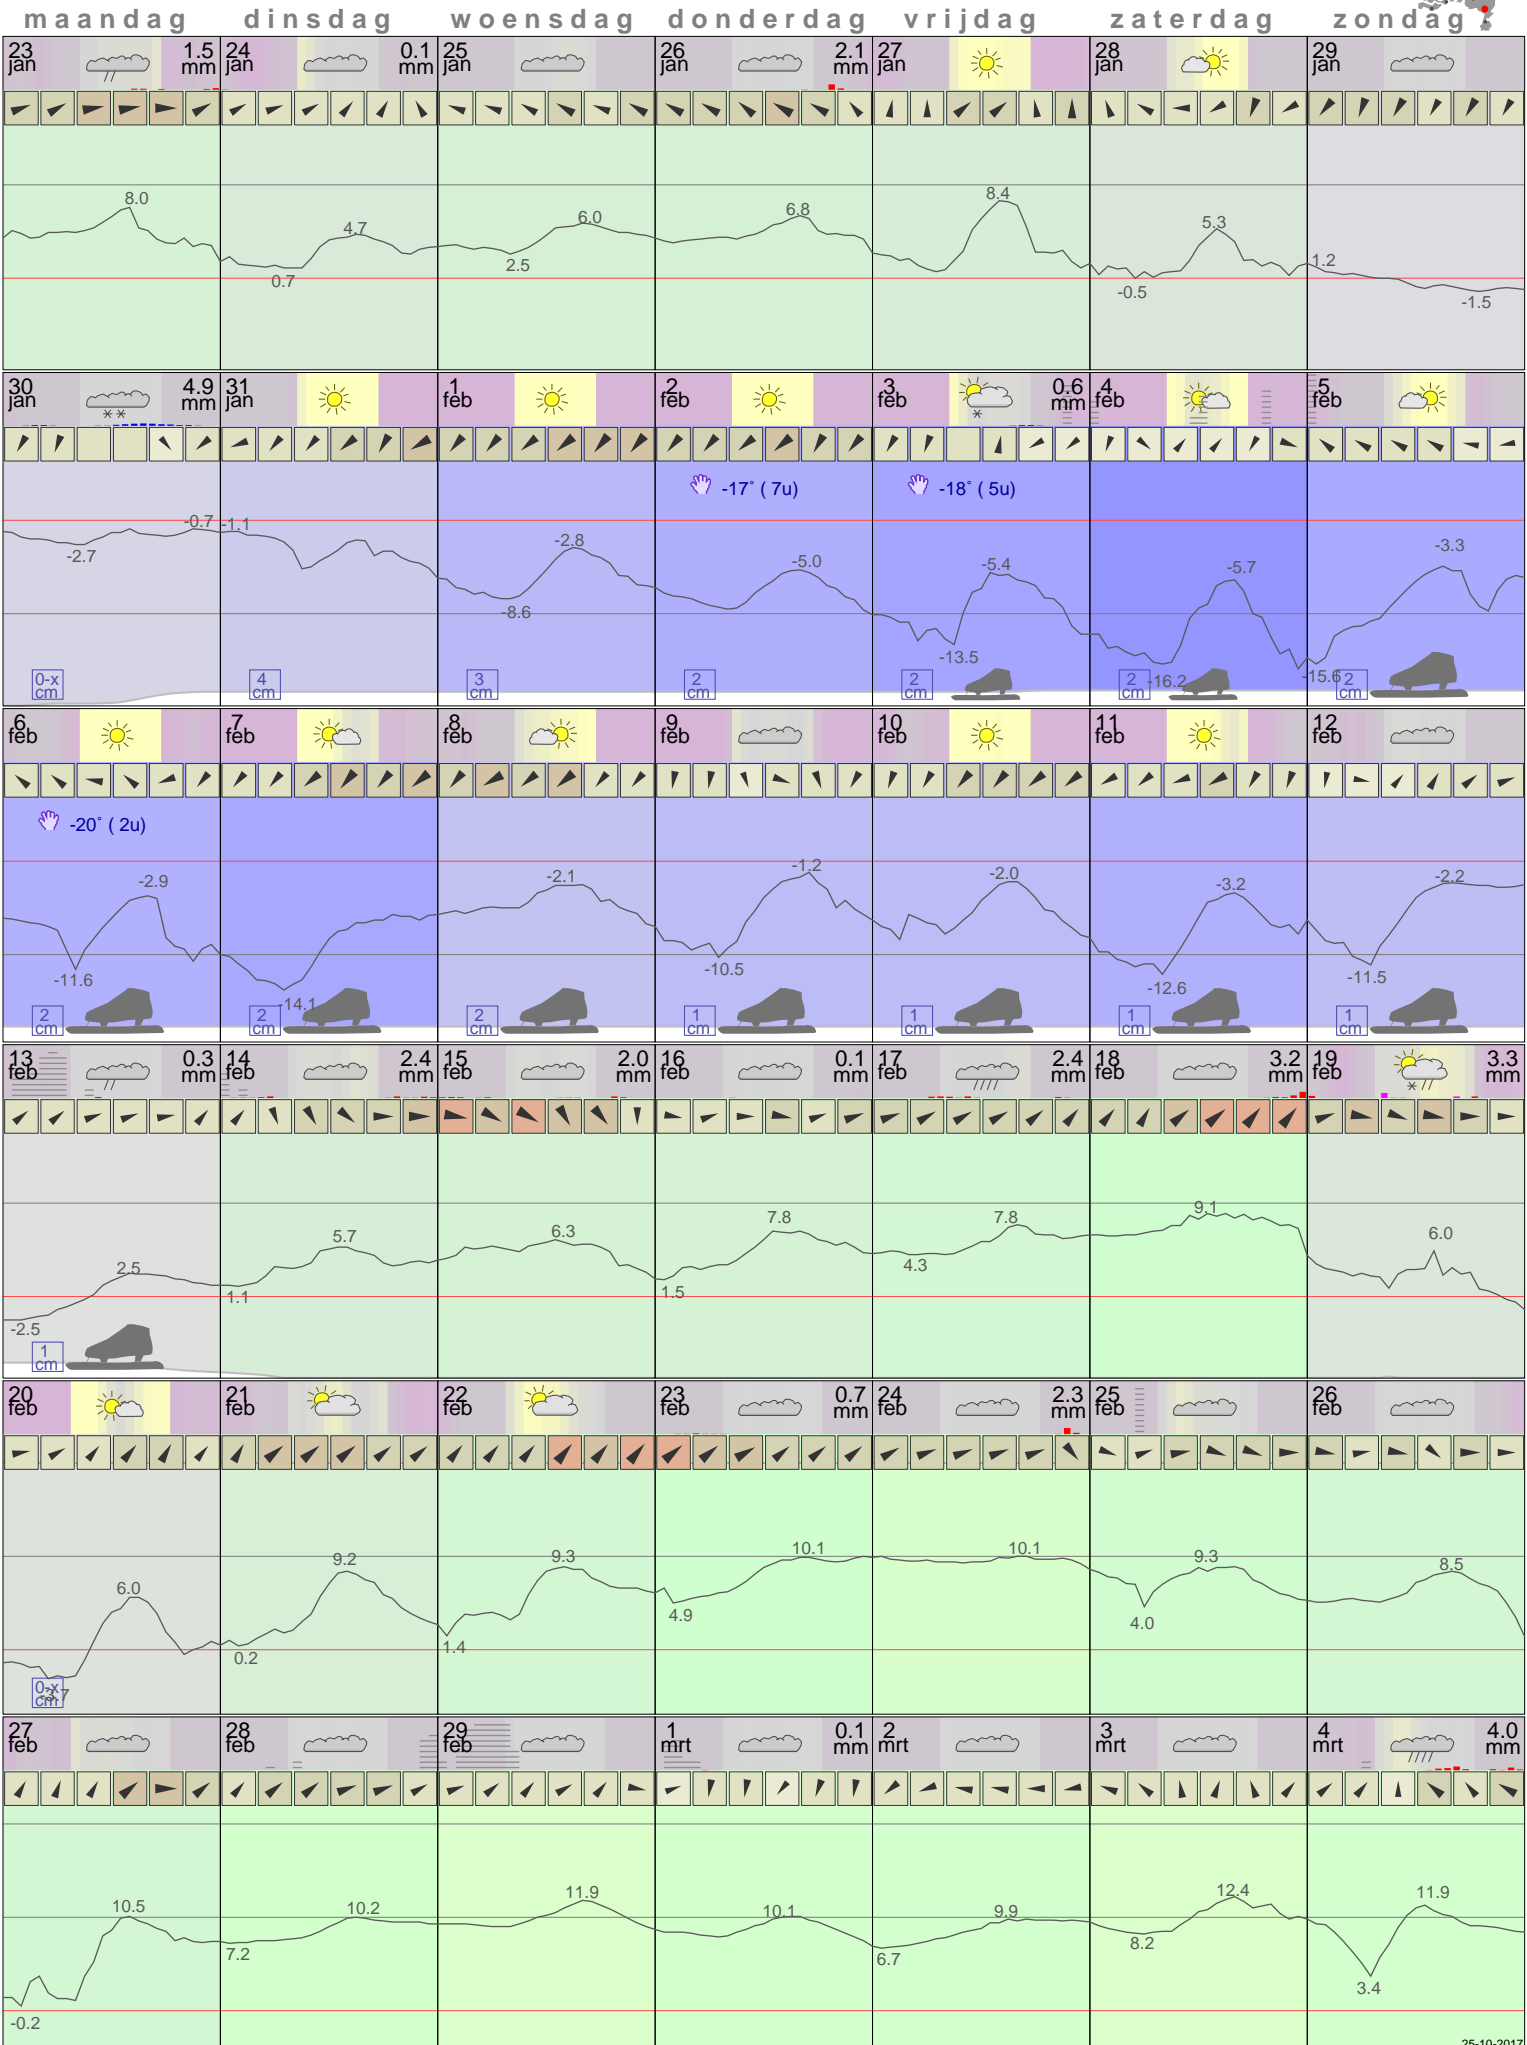 maandag dinsdag woensdag donderdag vrijdag zaterdag zondag
23 jan 1.5 mm 24 jan 0.1 mm 25 jan 26 jan 2.1 mm 27 jan 28 jan 29 jan
8.0 0.7 4.7 2.5 6.0 6.8 8.4 -0.5 5.3 1.2 -1.5
30 jan 4.9 mm 31 jan 1 feb 2 feb 3 feb 0.6 mm 4 feb 5 feb
-17° ( 7u) -18° ( 5u)
-2.7 -0.7 -1.1 -8.6 -2.8 -5.0 -13.5 -5.4 -16.2 -5.7 -15.6 -3.3
0-x cm 4 cm 3 cm 2 cm 2 cm 2 cm 2 cm
6 feb 7 feb 8 feb 9 feb 10 feb 11 feb 12 feb
-20° ( 2u)
-11.6 -2.9 -14.1 -2.1 -10.5 -1.2 -2.0 -12.6 -3.2 -11.5 -2.2
2 cm 2 cm 2 cm 1 cm 1 cm 1 cm 1 cm
13 feb 0.3 mm 14 feb 2.4 mm 15 feb 2.0 mm 16 feb 0.1 mm 17 feb 2.4 mm 18 feb 3.2 mm 19 feb 3.3 mm
-2.5 2.5 1.1 5.7 6.3 1.5 7.8 4.3 7.8 9.1 6.0
1 cm
20 feb 21 feb 22 feb 23 feb 0.7 mm 24 feb 2.3 mm 25 feb 26 feb
-3.7 6.0 0.2 9.2 1.4 9.3 4.9 10.1 10.1 4.0 9.3 8.5
0-x cm
27 feb 28 feb 29 feb 1 mrt 0.1 mm 2 mrt 3 mrt 4 mrt 4.0 mm
-0.2 10.5 7.2 10.2 11.9 10.1 6.7 9.9 8.2 12.4 3.4 11.9
25-10-2017